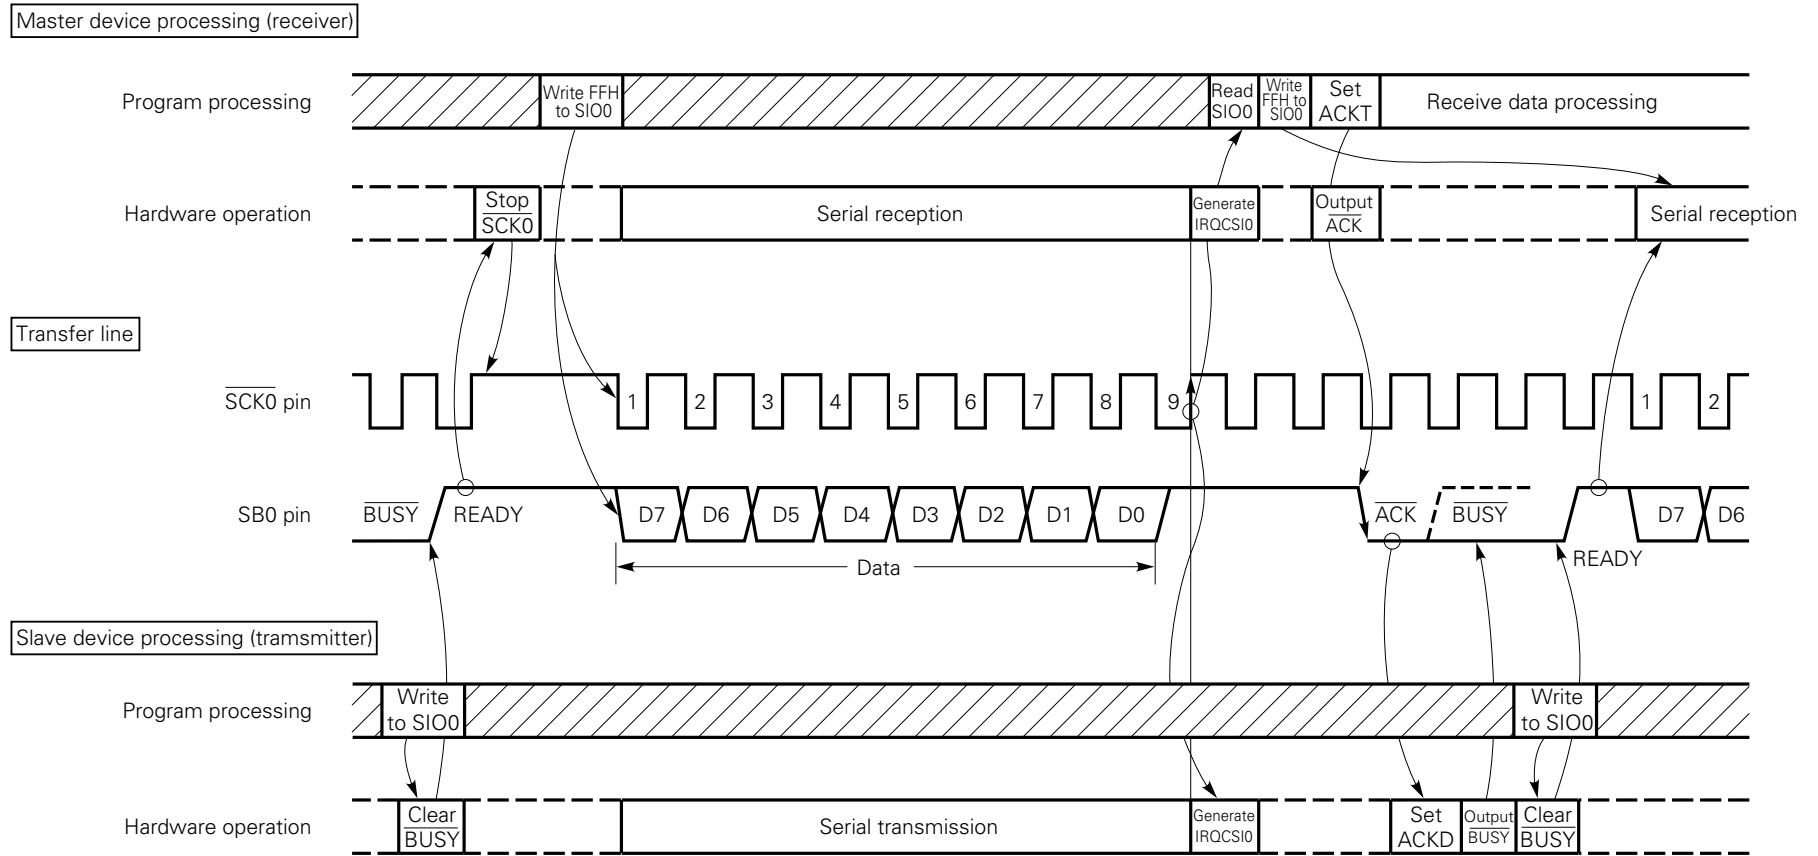 Master device processing (receiver)
Program processing
Write FFH
to SIO0
Read
SIO0
Write
FFH to
SIO0
Set
ACKT
Receive data processing
Hardware operation
Stop
SCK0
Serial reception
Generate
IRQCSI0
Output
ACK
Serial reception
Transfer line
SCK0 pin
1 2 3 4 5 6 7 8 9 1 2
SB0 pin
BUSY READY D7 D6 D5 D4 D3 D2 D1 D0 ACK BUSY D7 D6
READY
Data
Slave device processing (tramsmitter)
Program processing
Write
to SIO0
Write
to SIO0
Hardware operation
Clear
BUSY
Serial transmission
Generate
IRQCSI0
Set
ACKD
Output
BUSY
Clear
BUSY